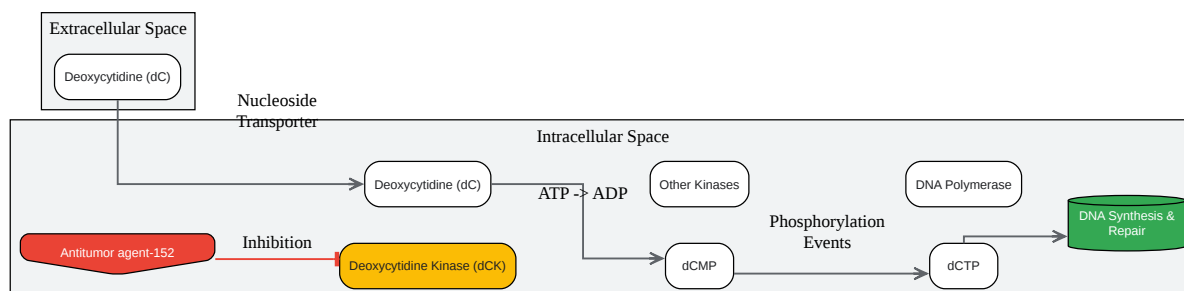 Extracellular Space
Deoxycytidine (dC)
Nucleoside
Transporter
Intracellular Space
Deoxycytidine (dC)
ATP -> ADP
Other Kinases
DNA Polymerase
DNA Synthesis &
Repair
Phosphorylation
Events
Antitumor agent-152
Inhibition
Deoxycytidine Kinase (dCK)
dCMP
dCTP